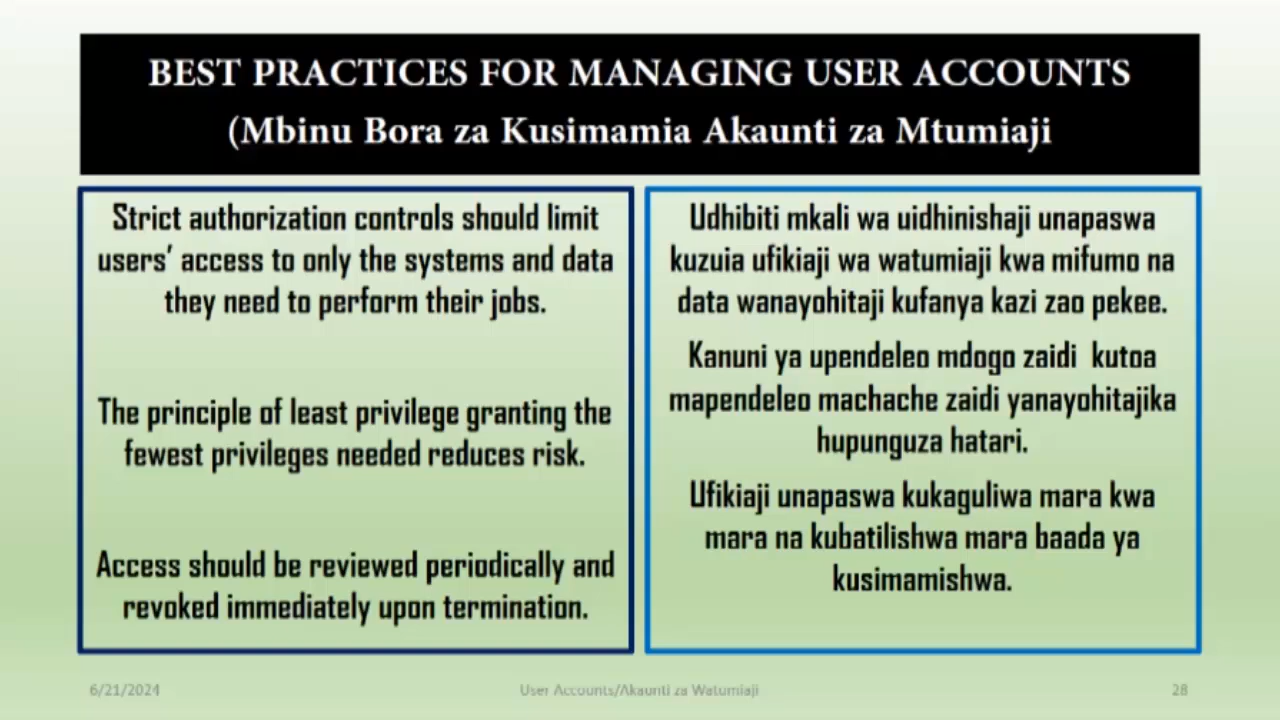 BEST PRACTICES FOR MANAGING USER ACCOUNTS
(Mbinu Bora za Kusimamia Akaunti za Mtumiaji
Strict authorization controls should limit
users’ access to only the systems and data
they need to perform their jobs.
The principle of least privilege granting the
fewest privileges needed reduces risk.
Access should be reviewed periodically and
revoked immediately upon termination.
Udhibiti mkali wa uidhinishaji unapaswa
kuzuia ufikiaji wa watumiaji kwa mifumo na
data wanayohitaji kufanya kazi zao pekee.
Kanuni ya upendeleo mdogo zaidi kutoa
mapendeleo machache zaidi yanayohitajika
hupunguza hatari.
Ufikiaji unapaswa kukaguliwa mara kwa
mara na kubatilishwa mara baada ya
kusimamishwa.
6/21/2024
User Accounts/Akaunti za Watumiaji
28